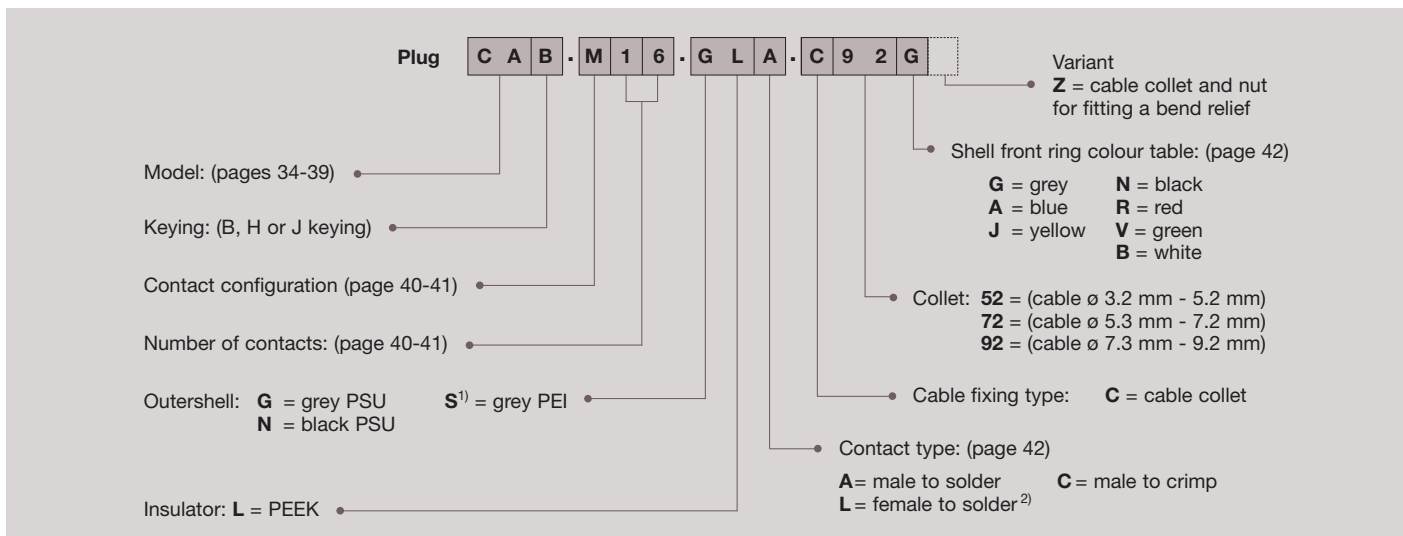 Plug C A B . M 1 6 . G L A . C 9 2 G
Variant
Z = cable collet and nut
for fitting a bend relief
Shell front ring colour table: (page 42)
G = grey N = black
A = blue R = red
J = yellow V = green
B = white
Model: (pages 34-39)
Keying: (B, H or J keying)
Contact configuration (page 40-41)
Number of contacts: (page 40-41)
Collet: 52 = (cable ø 3.2 mm - 5.2 mm)
72 = (cable ø 5.3 mm - 7.2 mm)
92 = (cable ø 7.3 mm - 9.2 mm)
Outershell: G = grey PSU S1) = grey PEI
N = black PSU
Cable fixing type: C = cable collet
Contact type: (page 42)
A = male to solder C = male to crimp
L = female to solder 2)
Insulator: L = PEEK